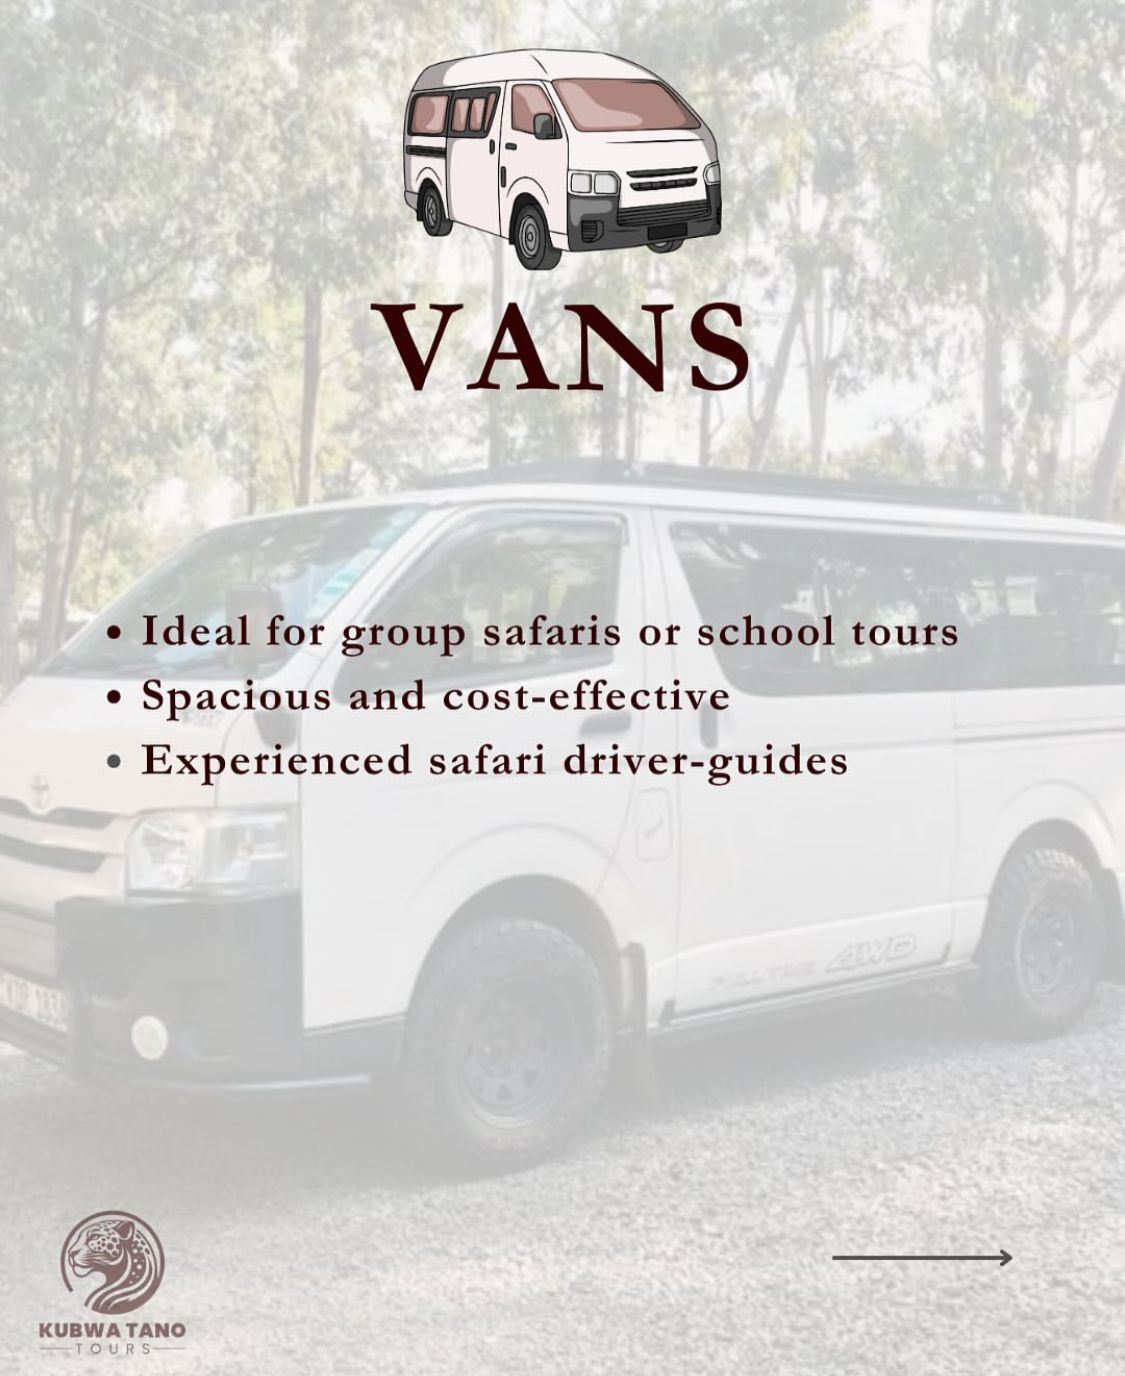 VANS
• Ideal for group safaris or school tours
• Spacious and cost-effective
• Experienced safari driver-guides
4WD
KUBWA TANO
TOURS